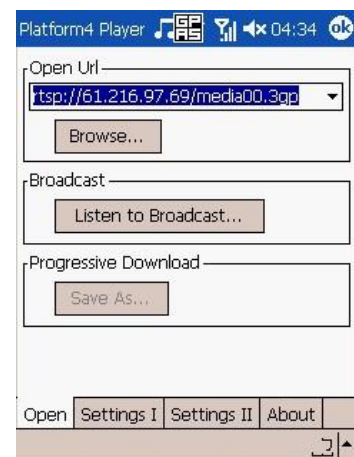 Platform4 Player 04:34 ok
Open Url
rtsp://61.216.97.69/media00.3gp
Browse...
Broadcast
Listen to Broadcast...
Progressive Download
Save As...
Open Settings I Settings II About